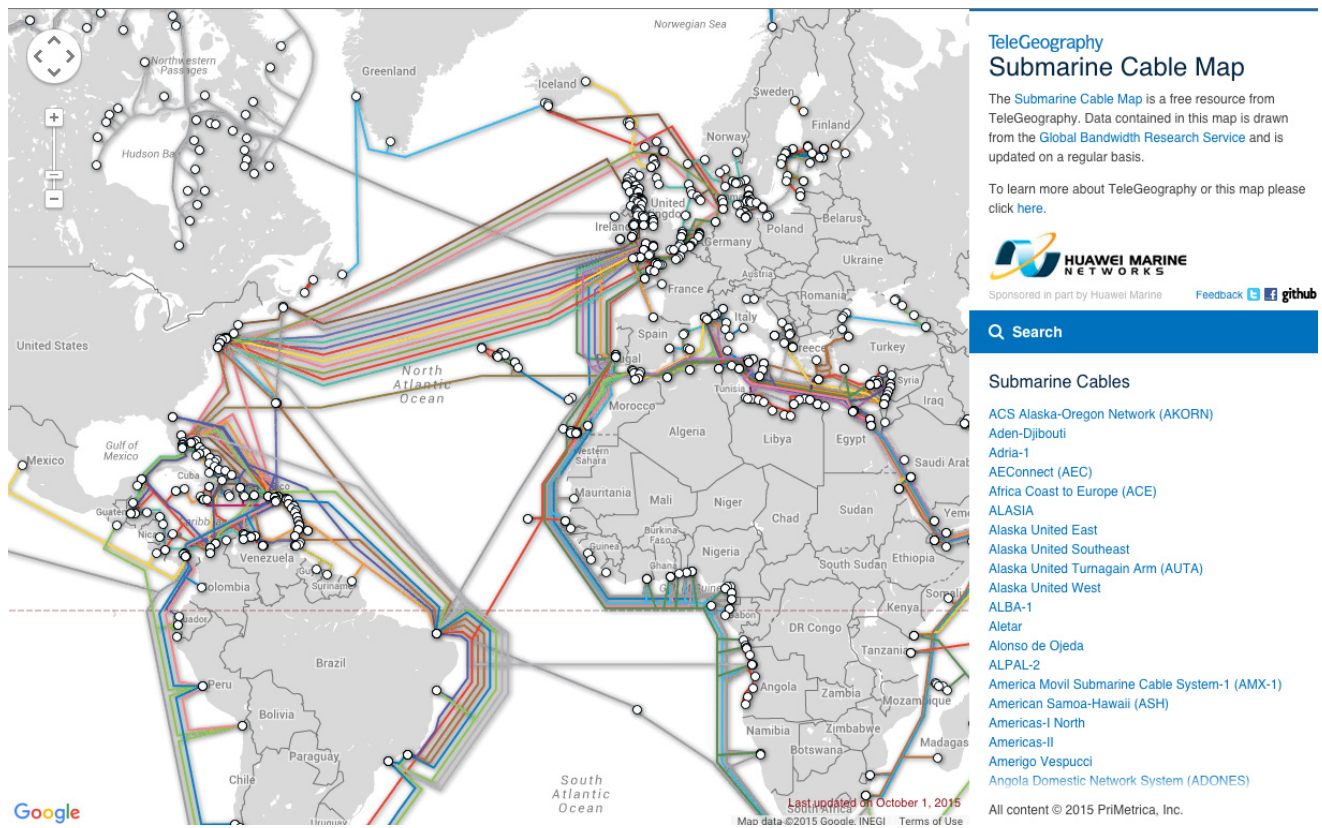 Norwegian Sea
Northwestern
Passages
Greenland
Iceland
Sweden
Finland
Norway
Hudson Ba
United
Kingdom
Ireland
Belarus
Poland
Germany
Ukraine
Austria
France
Romania
Italy
Spain
United States
Portugal
Greece
Turkey
North
Atlantic
Ocean
Syria
Tunisia
Iraq
Morocco
Algeria
Libya
Egypt
Gulf of
Mexico
Mexico
Western
Sahara
Saudi Arab
Cuba
Mauritania
Mali
Niger
Sudan
Chad
Yeme
Guatem
Nica
Caribb
Burkina
Faso
Guinea
Nigeria
Ghana
Ethiopia
South Sudan
Venezuela
Suriname
Colombia
Gulf of Guinea
Somali
Gabon
Kenya
Ecuador
DR Congo
Tanzania
Brazil
Peru
Angola
Zambia
Mozambique
Bolivia
Namibia
Zimbabwe
Botswana
Madagas
Paraguay
Chile
South
Atlantic
Ocean
South Africa
Uruguay
Google
Last updated on October 1, 2015
Map data ©2015 Google, INEGI Terms of Use
TeleGeography
Submarine Cable Map
The Submarine Cable Map is a free resource from
TeleGeography. Data contained in this map is drawn
from the Global Bandwidth Research Service and is
updated on a regular basis.
To learn more about TeleGeography or this map please
click here.
HUAWEI MARINE
NETWORKS
Sponsored in part by Huawei Marine
Feedback github
Search
Submarine Cables
ACS Alaska-Oregon Network (AKORN)
Aden-Djibouti
Adria-1
AEConnect (AEC)
Africa Coast to Europe (ACE)
ALASIA
Alaska United East
Alaska United Southeast
Alaska United Turnagain Arm (AUTA)
Alaska United West
ALBA-1
Aletar
Alonso de Ojeda
ALPAL-2
America Movil Submarine Cable System-1 (AMX-1)
American Samoa-Hawaii (ASH)
Americas-I North
Americas-II
Amerigo Vespucci
Angola Domestic Network System (ADONES)
All content © 2015 PriMetrica, Inc.